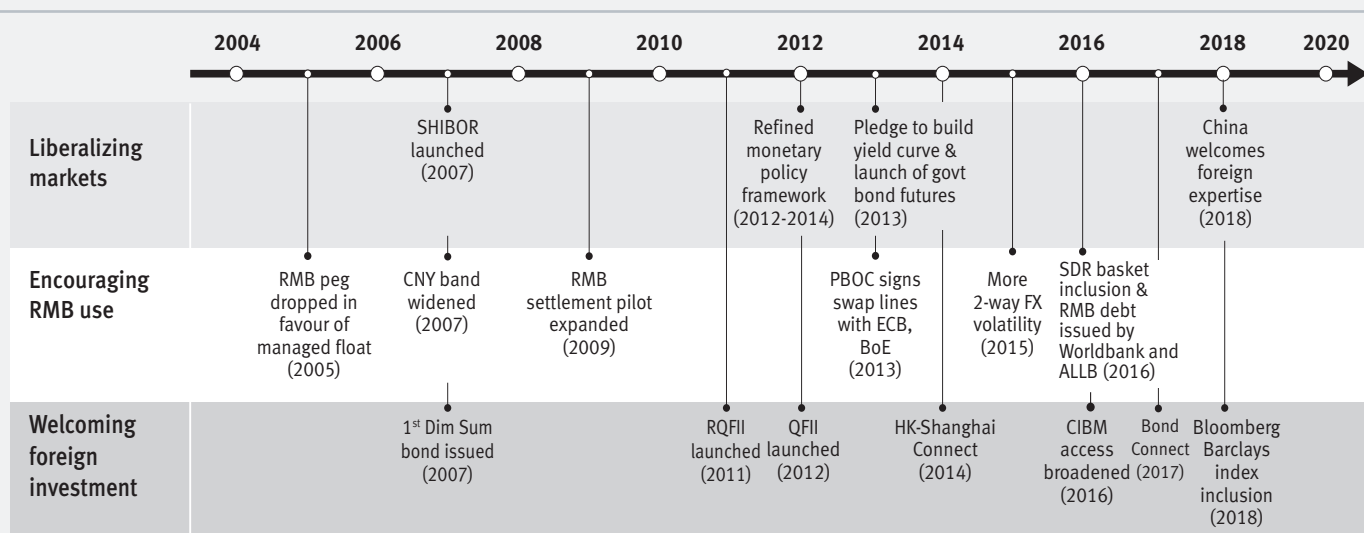 2004 2006 2008 2010 2012 2014 2016 2018 2020
Liberalizing
markets
SHIBOR
launched
(2007)
Refined
monetary
policy
framework
(2012-2014)
Pledge to build
yield curve &
launch of govt
bond futures
(2013)
China
welcomes
foreign
expertise
(2018)
Encouraging
RMB use
RMB peg
dropped in
favour of
managed float
(2005)
CNY band
widened
(2007)
RMB
settlement pilot
expanded
(2009)
PBOC signs
swap lines
with ECB,
BoE
(2013)
More
2-way FX
volatility
(2015)
SDR basket
inclusion &
RMB debt
issued by
Worldbank and
ALLB (2016)
Welcoming
foreign
investment
1st Dim Sum
bond issued
(2007)
RQFII
launched
(2011)
QFII
launched
(2012)
HK-Shanghai
Connect
(2014)
CIBM
access
broadened
(2016)
Bond
Connect
(2017)
Bloomberg
Barclays
index
inclusion
(2018)